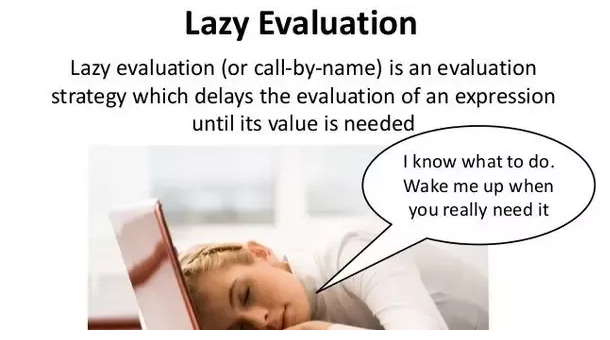 Lazy Evaluation
Lazy evaluation (or call-by-name) is an evaluation
strategy which delays the evaluation of an expression
until its value is needed
I know what to do.
Wake me up when
you really need it